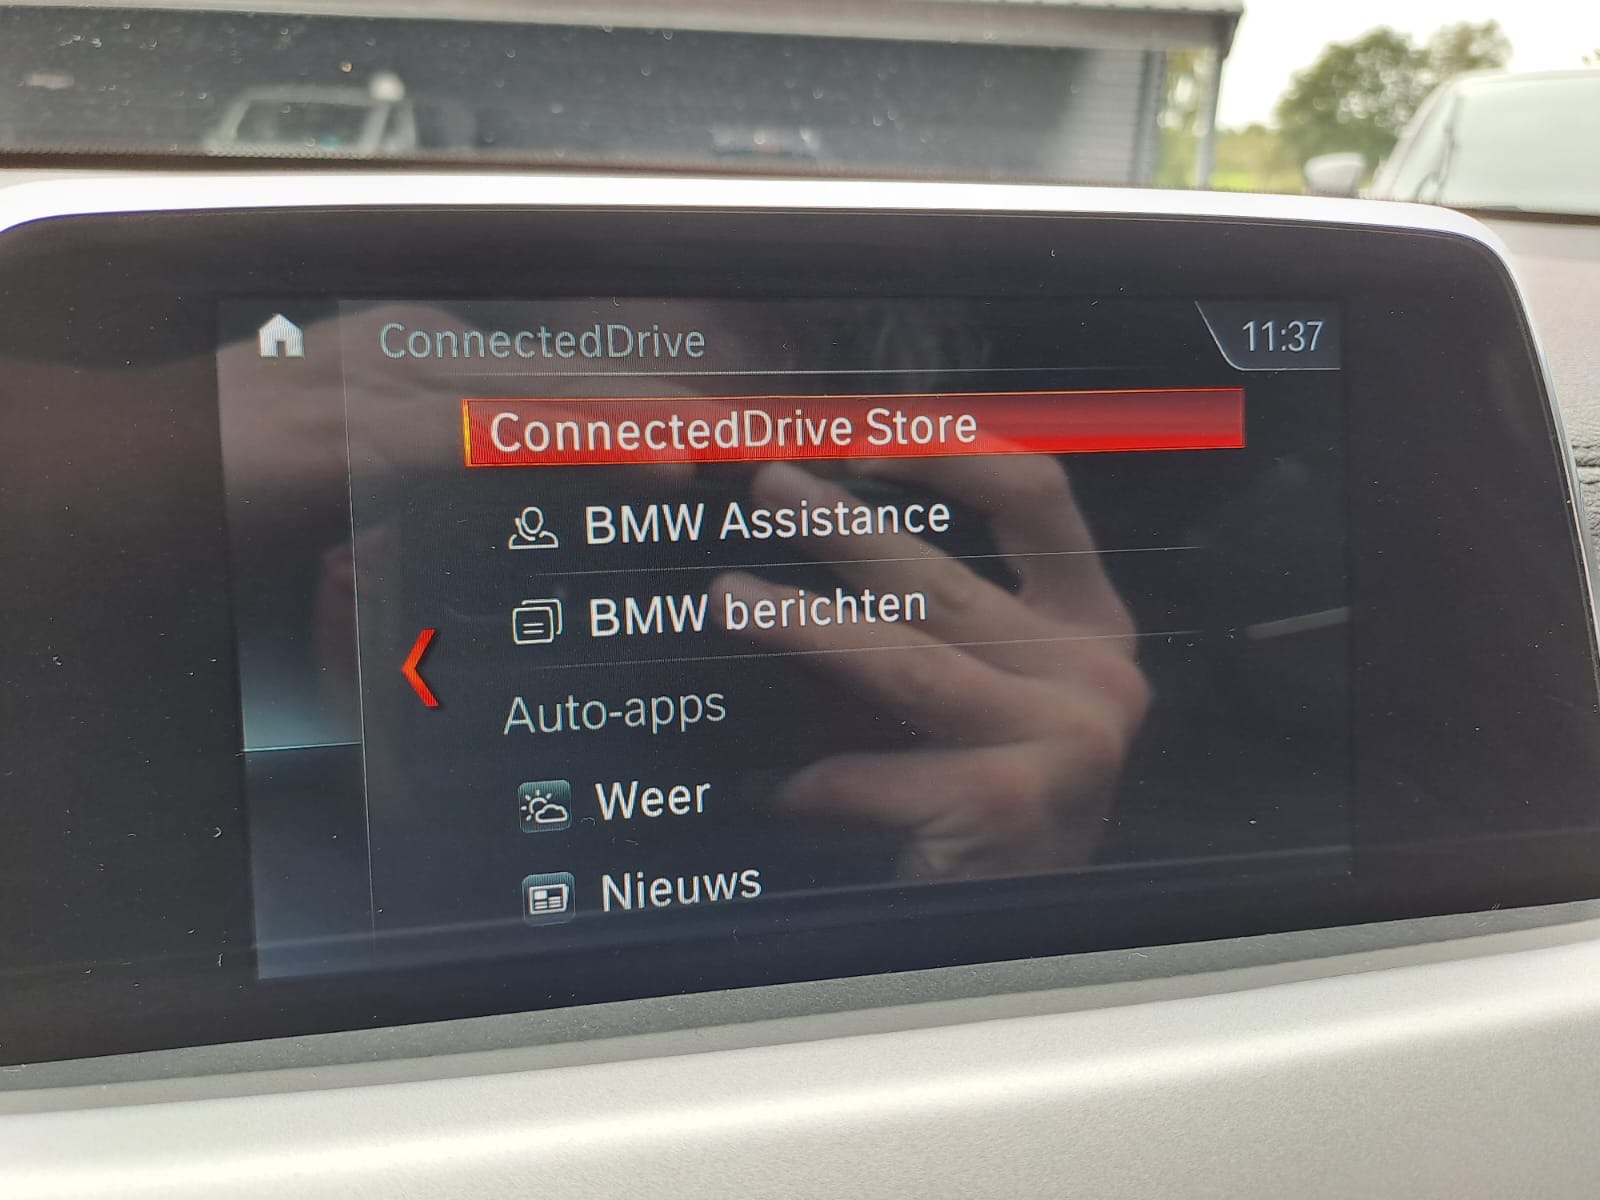 ConnectedDrive
11:37
ConnectedDrive Store
BMW Assistance
BMW berichten
Auto-apps
Weer
Nieuws